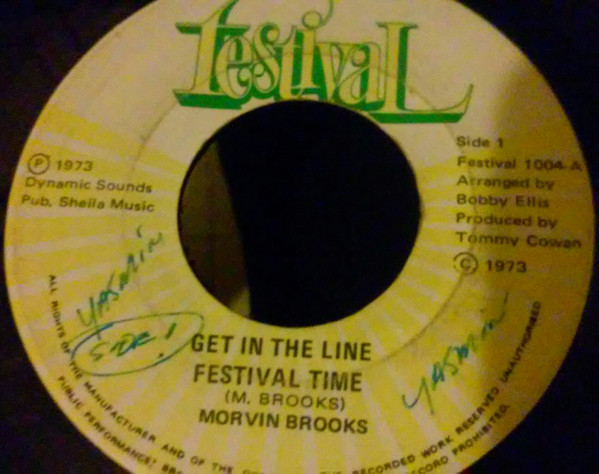 Festival
Side 1
Festival 1004-A
Arranged by
Bobby Ellis
Produced by
Tommy Cowan
© 1973
℗ 1973
Dynamic Sounds
Pub. Sheila Music
YASMIN
SIDE 1
YASMIN
GET IN THE LINE
FESTIVAL TIME
(M. BROOKS)
MORVIN BROOKS
ALL RIGHTS OF THE MANUFACTURER AND OF THE RECORDED WORK RESERVED UNAUTHORISED
PUBLIC PERFORMANCE RECORD PROHIBITED.